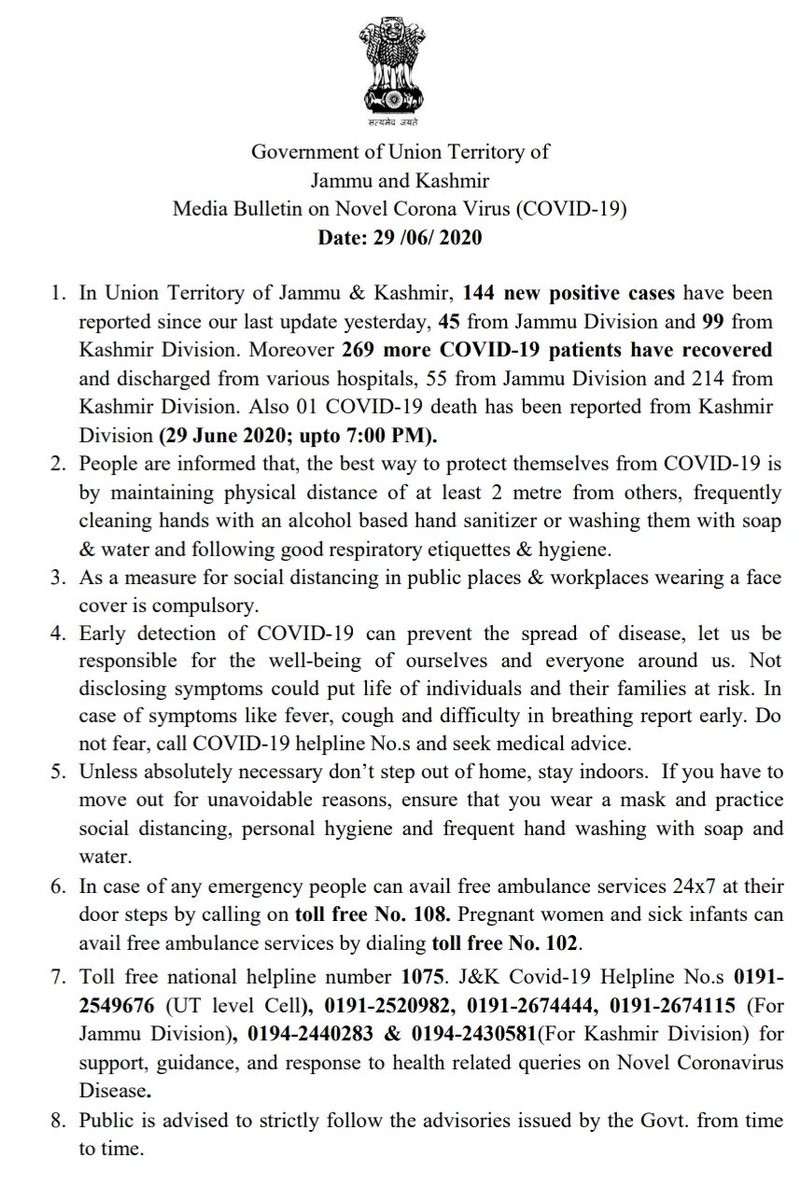 सत्यमेव जयते
Government of Union Territory of
Jammu and Kashmir
Media Bulletin on Novel Corona Virus (COVID-19)
Date: 29 /06/ 2020
1. In Union Territory of Jammu & Kashmir, 144 new positive cases have been
reported since our last update yesterday, 45 from Jammu Division and 99 from
Kashmir Division. Moreover 269 more COVID-19 patients have recovered
and discharged from various hospitals, 55 from Jammu Division and 214 from
Kashmir Division. Also 01 COVID-19 death has been reported from Kashmir
Division (29 June 2020; upto 7:00 PM).
2. People are informed that, the best way to protect themselves from COVID-19 is
by maintaining physical distance of at least 2 metre from others, frequently
cleaning hands with an alcohol based hand sanitizer or washing them with soap
& water and following good respiratory etiquettes & hygiene.
3. As a measure for social distancing in public places & workplaces wearing a face
cover is compulsory.
4. Early detection of COVID-19 can prevent the spread of disease, let us be
responsible for the well-being of ourselves and everyone around us. Not
disclosing symptoms could put life of individuals and their families at risk. In
case of symptoms like fever, cough and difficulty in breathing report early. Do
not fear, call COVID-19 helpline No.s and seek medical advice.
5. Unless absolutely necessary don’t step out of home, stay indoors. If you have to
move out for unavoidable reasons, ensure that you wear a mask and practice
social distancing, personal hygiene and frequent hand washing with soap and
water.
6. In case of any emergency people can avail free ambulance services 24x7 at their
door steps by calling on toll free No. 108. Pregnant women and sick infants can
avail free ambulance services by dialing toll free No. 102.
7. Toll free national helpline number 1075. J&K Covid-19 Helpline No.s 0191-
2549676 (UT level Cell), 0191-2520982, 0191-2674444, 0191-2674115 (For
Jammu Division), 0194-2440283 & 0194-2430581(For Kashmir Division) for
support, guidance, and response to health related queries on Novel Coronavirus
Disease.
8. Public is advised to strictly follow the advisories issued by the Govt. from time
to time.